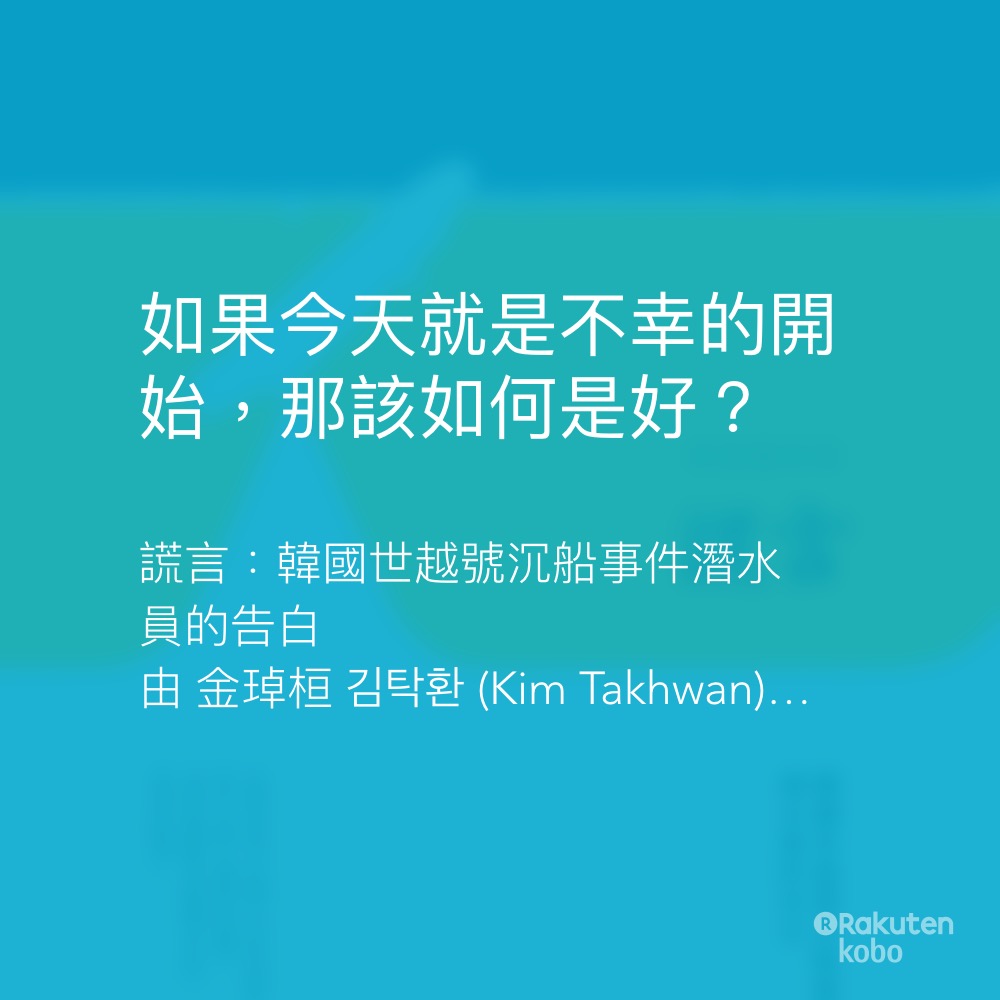 如果今天就是不幸的開
始，那該如何是好？
謊言：韓國世越號沉船事件潛水
員的告白
由 金琸桓 김탁환 (Kim Takhwan)…
Rakuten
kobo